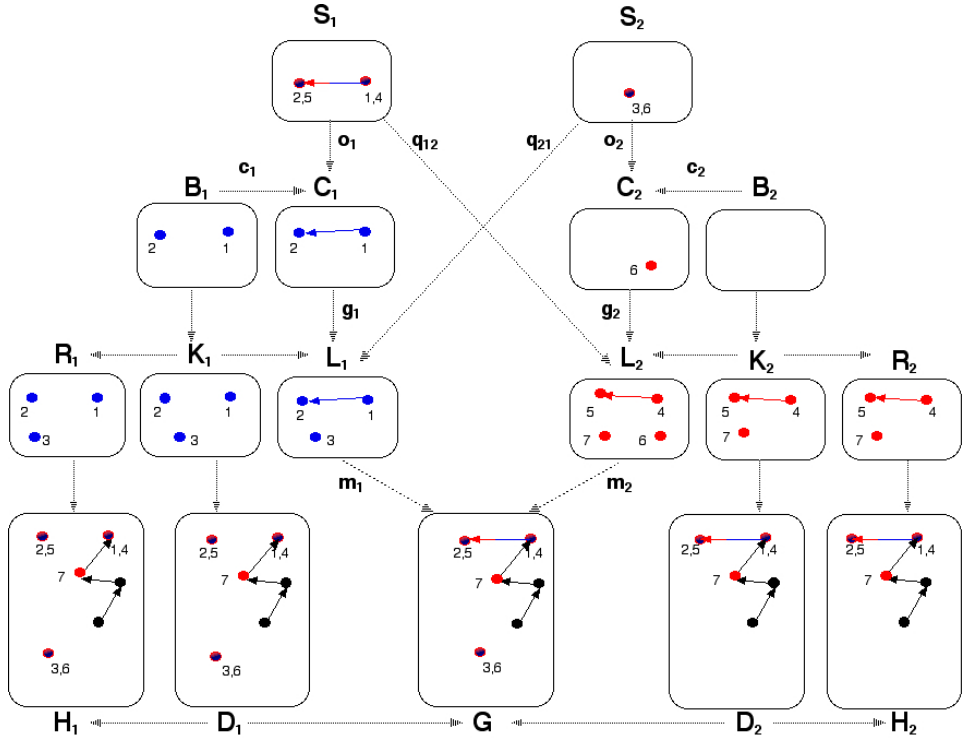 S₁ S₂
2,5 1,4
3,6
o₁ q₁₂ q₂₁ o₂
c₁ c₂
B₁ C₁ C₂ B₂
2 1 2 1
6
g₁ g₂
R₁ K₁ L₁ L₂ K₂ R₂
2 1 2 1 2 1 5 4 5 4 5 4
3 3 3 7 6 7 7
m₁ m₂
2,5 1,4 2,5 1,4 2,5 1,4 2,5 1,4 2,5 1,4
7 7 7 7 7
3,6 3,6 3,6
H₁ D₁ G D₂ H₂